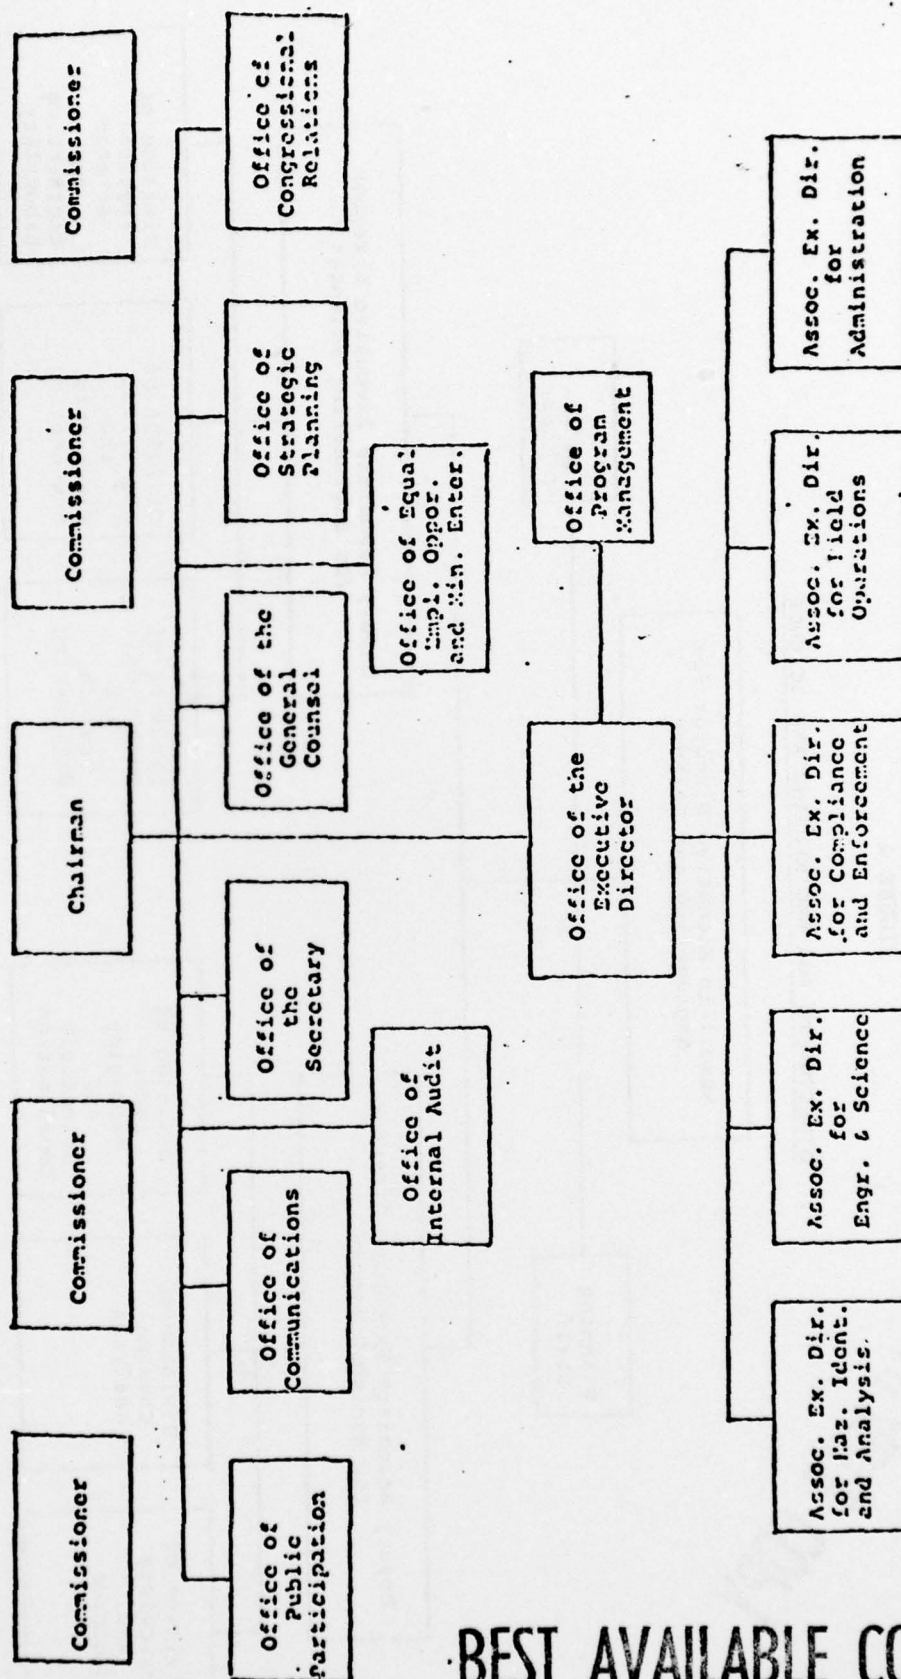 Commissioner
Commissioner
Chairman
Commissioner
Commissioner
Office of
Public
Participation
Office of
Communications
Office of
the
Secretary
Office of the
General
Counsel
Office of
Strategic
Planning
Office of
Congressional
Relations
Office of
Internal Audit
Office of Equal
Empl. Oppor.
and Min. Enter.
Office of the
Executive
Director
Office of
Program
Management
Assoc. Ex. Dir.
for Haz. Ident.
and Analysis
Assoc. Ex. Dir.
for
Engr. & Science
Assoc. Ex. Dir.
for Compliance
and Enforcement
Assoc. Ex. Dir.
for Field
Operations
Assoc. Ex. Dir.
for
Administration
BEST AVAILABLE